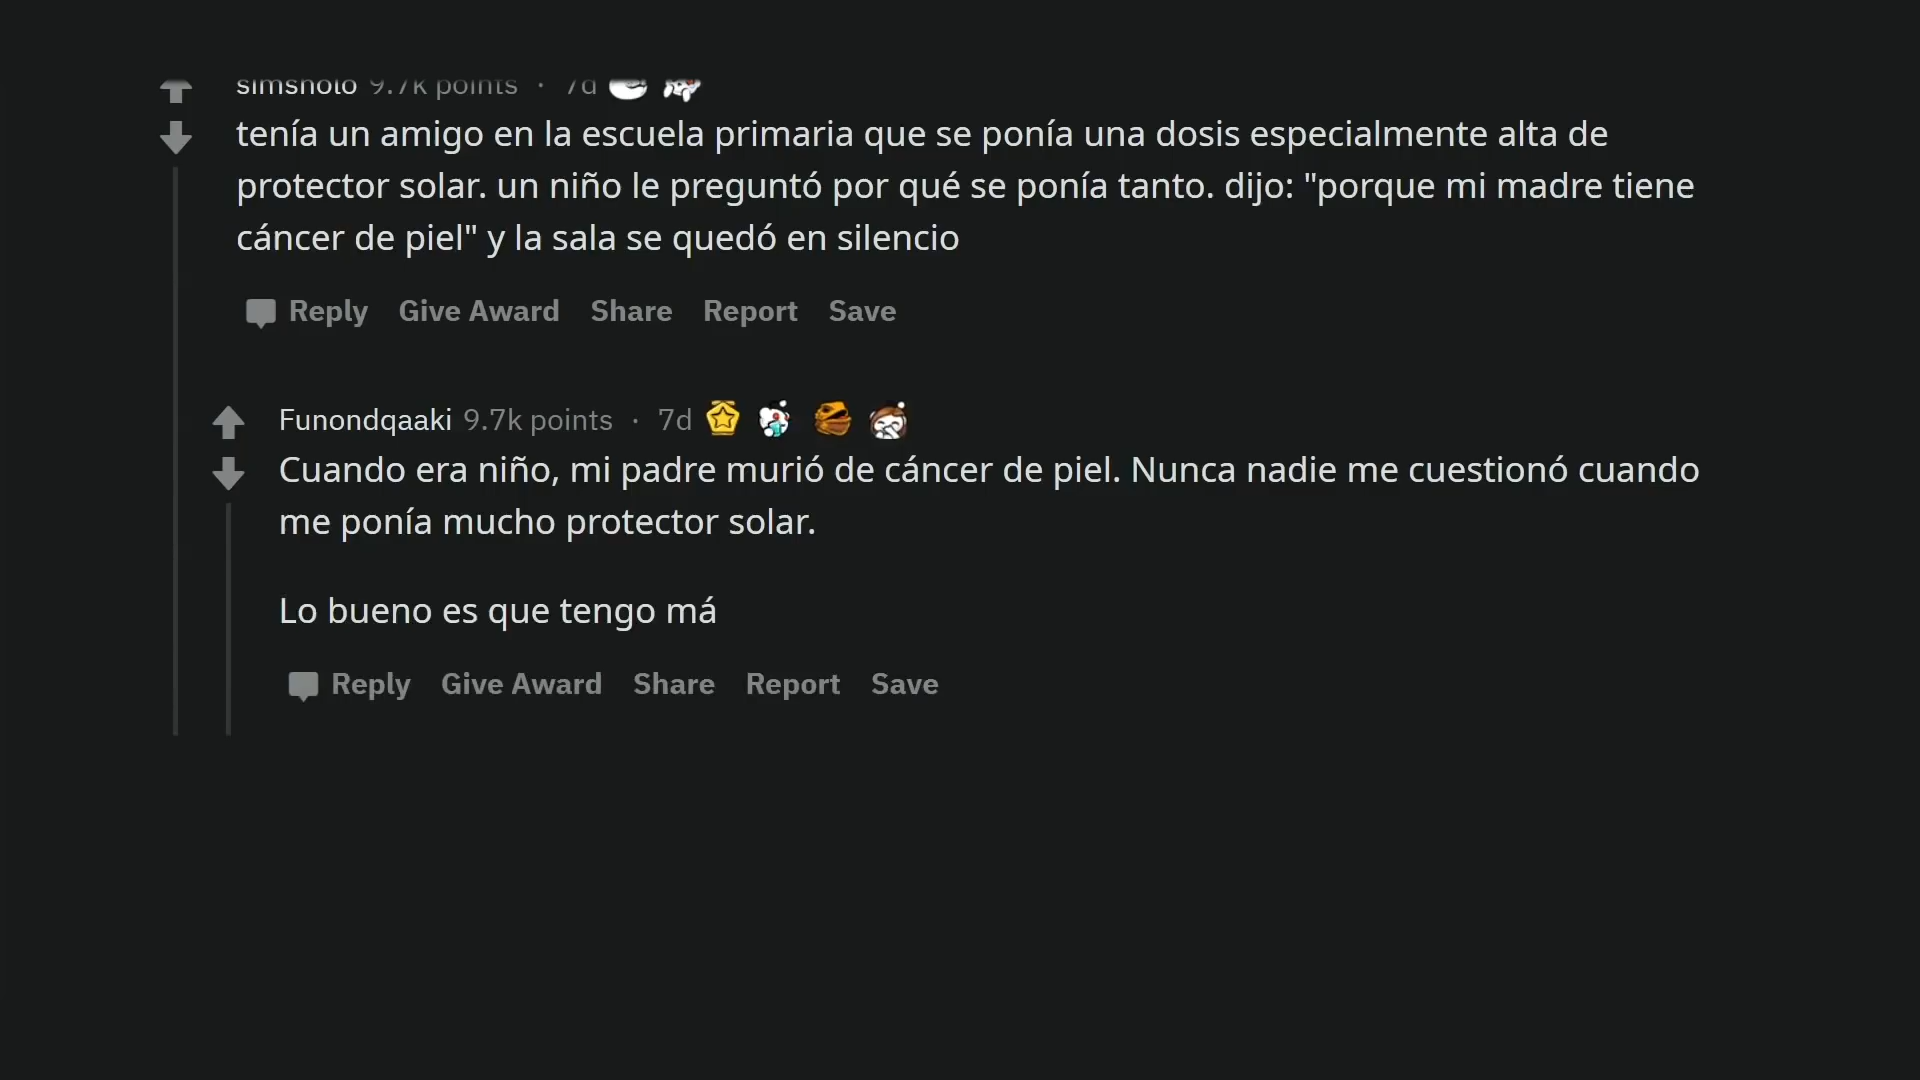 simsholo 9.7k points · 7d
tenía un amigo en la escuela primaria que se ponía una dosis especialmente alta de
protector solar. un niño le preguntó por qué se ponía tanto. dijo: "porque mi madre tiene
cáncer de piel" y la sala se quedó en silencio
Reply Give Award Share Report Save
Funondqaaki 9.7k points · 7d
Cuando era niño, mi padre murió de cáncer de piel. Nunca nadie me cuestionó cuando
me ponía mucho protector solar.
Lo bueno es que tengo má
Reply Give Award Share Report Save